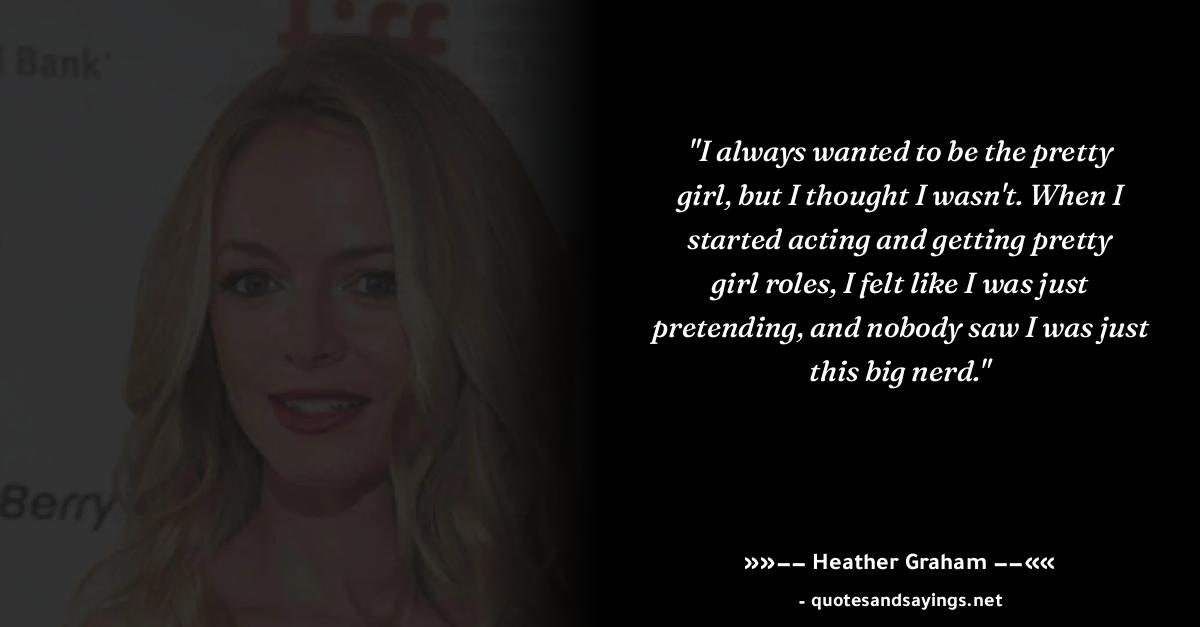 tiff
Bank
Berry
"I always wanted to be the pretty
girl, but I thought I wasn't. When I
started acting and getting pretty
girl roles, I felt like I was just
pretending, and nobody saw I was just
this big nerd."
»»−− Heather Graham −−««
- quotesandsayings.net